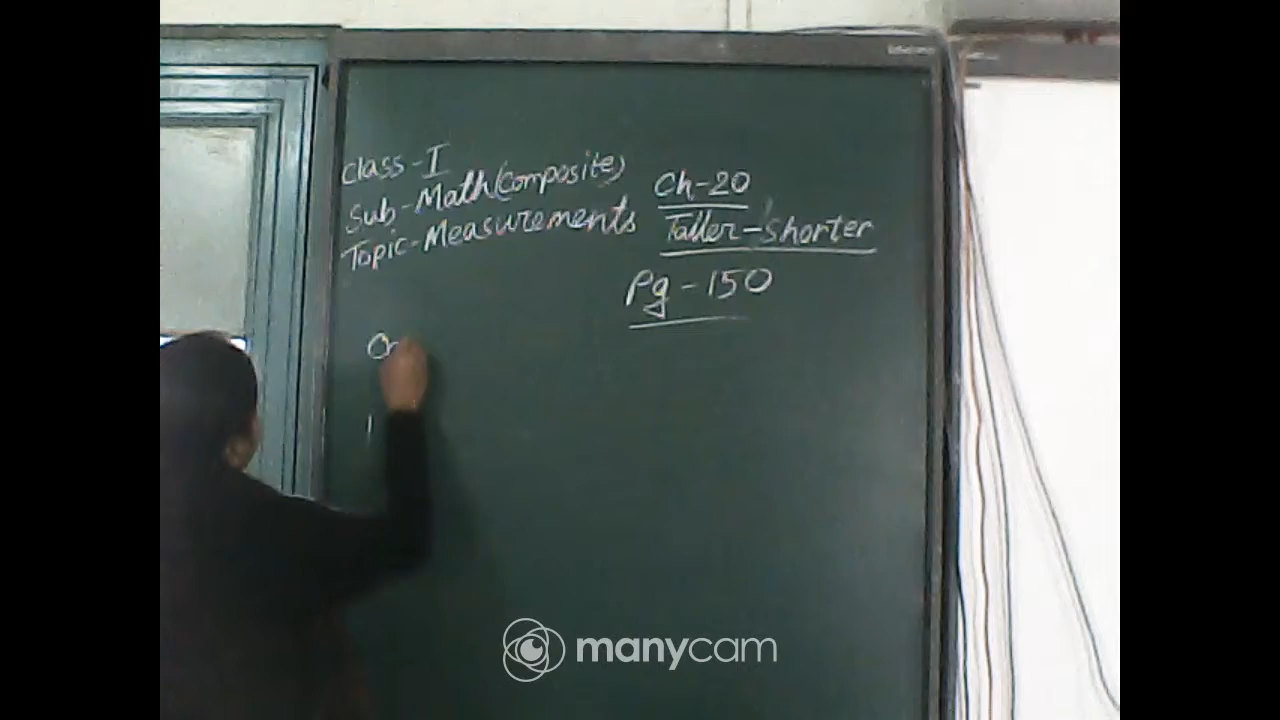 Class-I
Sub-Math(Composite)
Topic-Measurements
Ch-20
Taller-Shorter
Pg-150
manycam